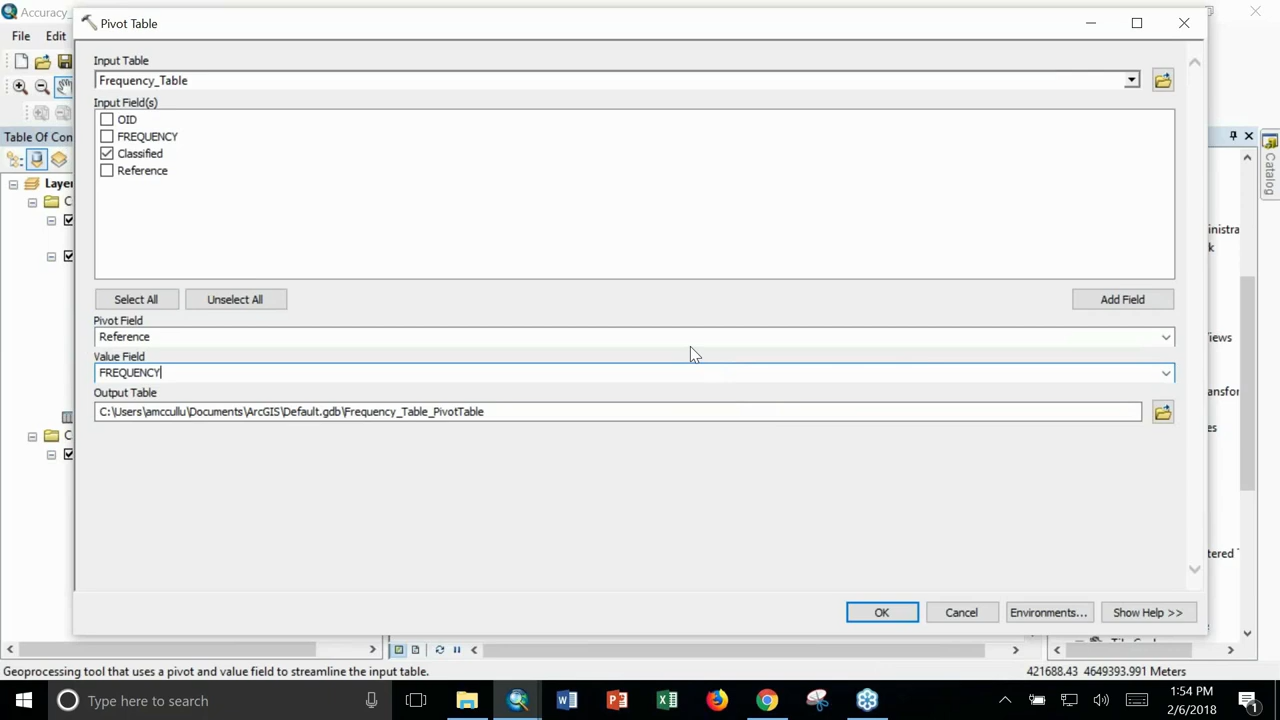 Accuracy_
Pivot Table
File Edit
Input Table
Frequency_Table
Input Field(s)
OID
FREQUENCY
Classified
Reference
Table Of Con
Catalog
Layer
Select All
Unselect All
Add Field
Pivot Field
Reference
Value Field
FREQUENCY
Output Table
C:\Users\amccullu\Documents\ArcGIS\Default.gdb\Frequency_Table_PivotTable
OK
Cancel
Environments...
Show Help >>
Geoprocessing tool that uses a pivot and value field to streamline the input table.
421688.43 4649393.991 Meters
Type here to search
1:54 PM
2/6/2018
1